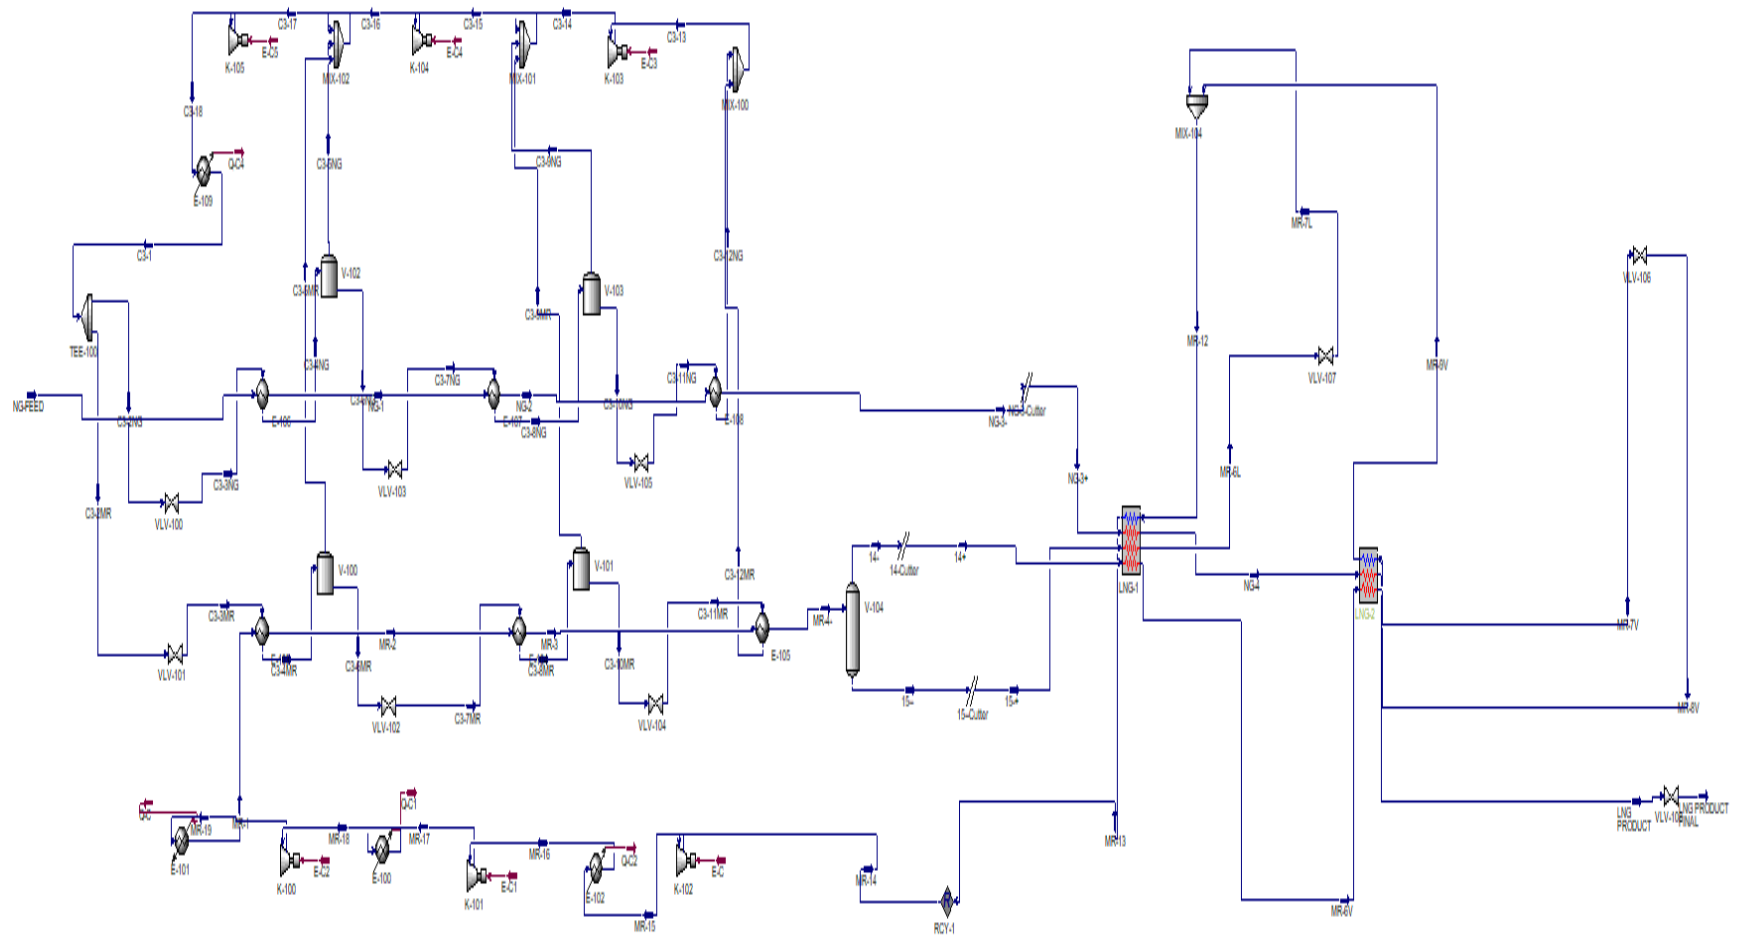 C3-17
C3-16
C3-15
C3-14
C3-13
E-C5
K-105
MIX-102
E-C4
K-104
MIX-101
E-C3
K-103
MIX-100
C3-18
Q-C4
E-109
C3-5NG
C3-9NG
MIX-104
C3-1
MR-7L
C3-12NG
V-102
C3-5MR
V-103
C3-9MR
VLV-106
TEE-100
MR-12
C3-4NG
MR-9V
VLV-107
C3-7NG
C3-11NG
NG-FEED
C3-2NG
E-106
NG-1
NG-2
E-107
C3-8NG
C3-10NG
E-108
NG-3-
NG-3-Cutter
C3-3NG
VLV-103
VLV-105
NG-3+
MR-6L
C3-2MR
VLV-100
V-100
V-101
C3-12MR
14-
14-Cutter
14+
LNG-1
NG-4
LNG-2
C3-3MR
C3-11MR
MR-4-
V-104
MR-7V
MR-2
MR-3
E-105
VLV-101
C3-4MR
C3-6MR
C3-8MR
C3-10MR
VLV-102
C3-7MR
VLV-104
15-
15-Cutter
15-+
MR-8V
Q-C
MR-19
MR-1
Q-C1
MR-18
MR-17
MR-16
E-101
E-C2
K-100
E-100
E-C1
K-101
Q-C2
E-102
E-C
K-102
MR-14
MR-13
MR-15
RCY-1
MR-6V
LNG
PRODUCT
LNG PRODUCT
FINAL